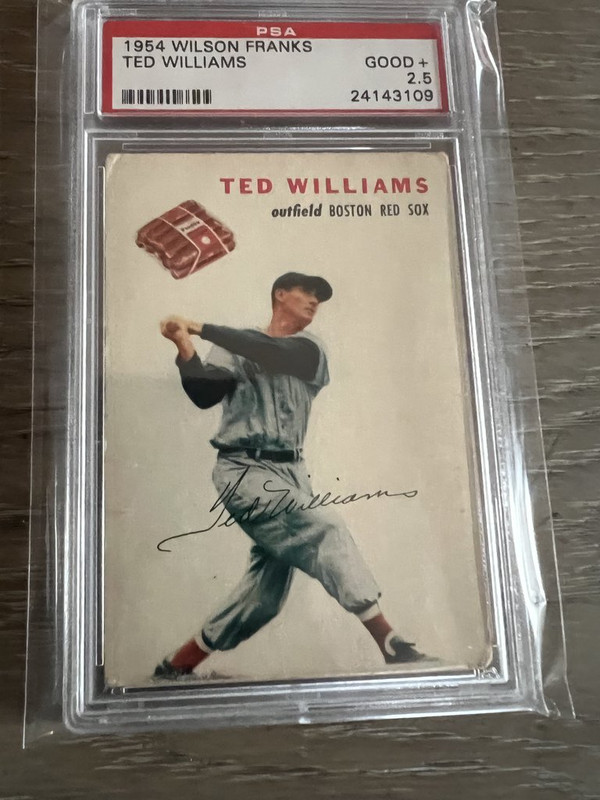 PSA
1954 WILSON FRANKS
TED WILLIAMS GOOD +
2.5
24143109
TED WILLIAMS
outfield BOSTON RED SOX
Ted Williams